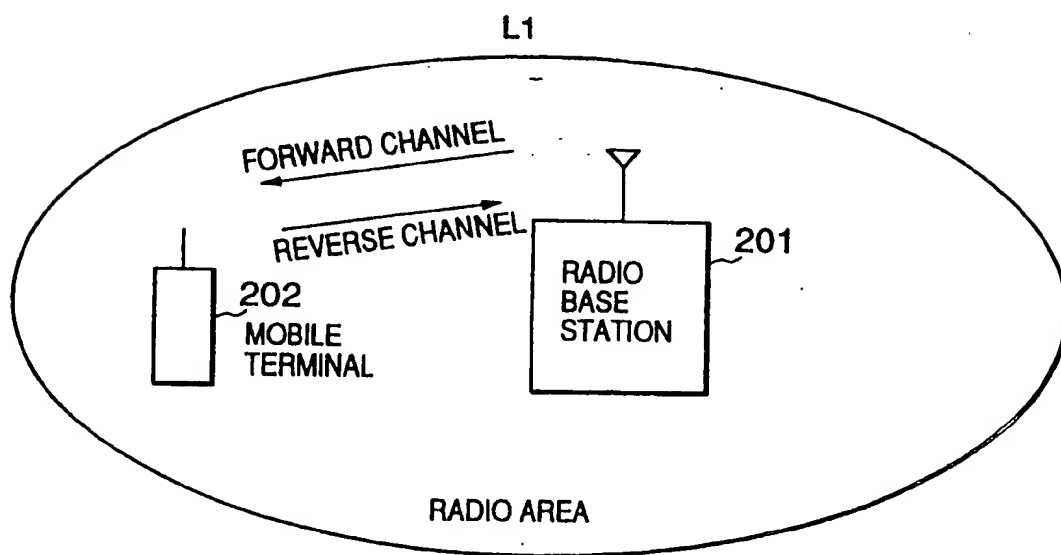 L1
FORWARD CHANNEL
REVERSE CHANNEL
201
RADIO
BASE
STATION
202
MOBILE
TERMINAL
RADIO AREA